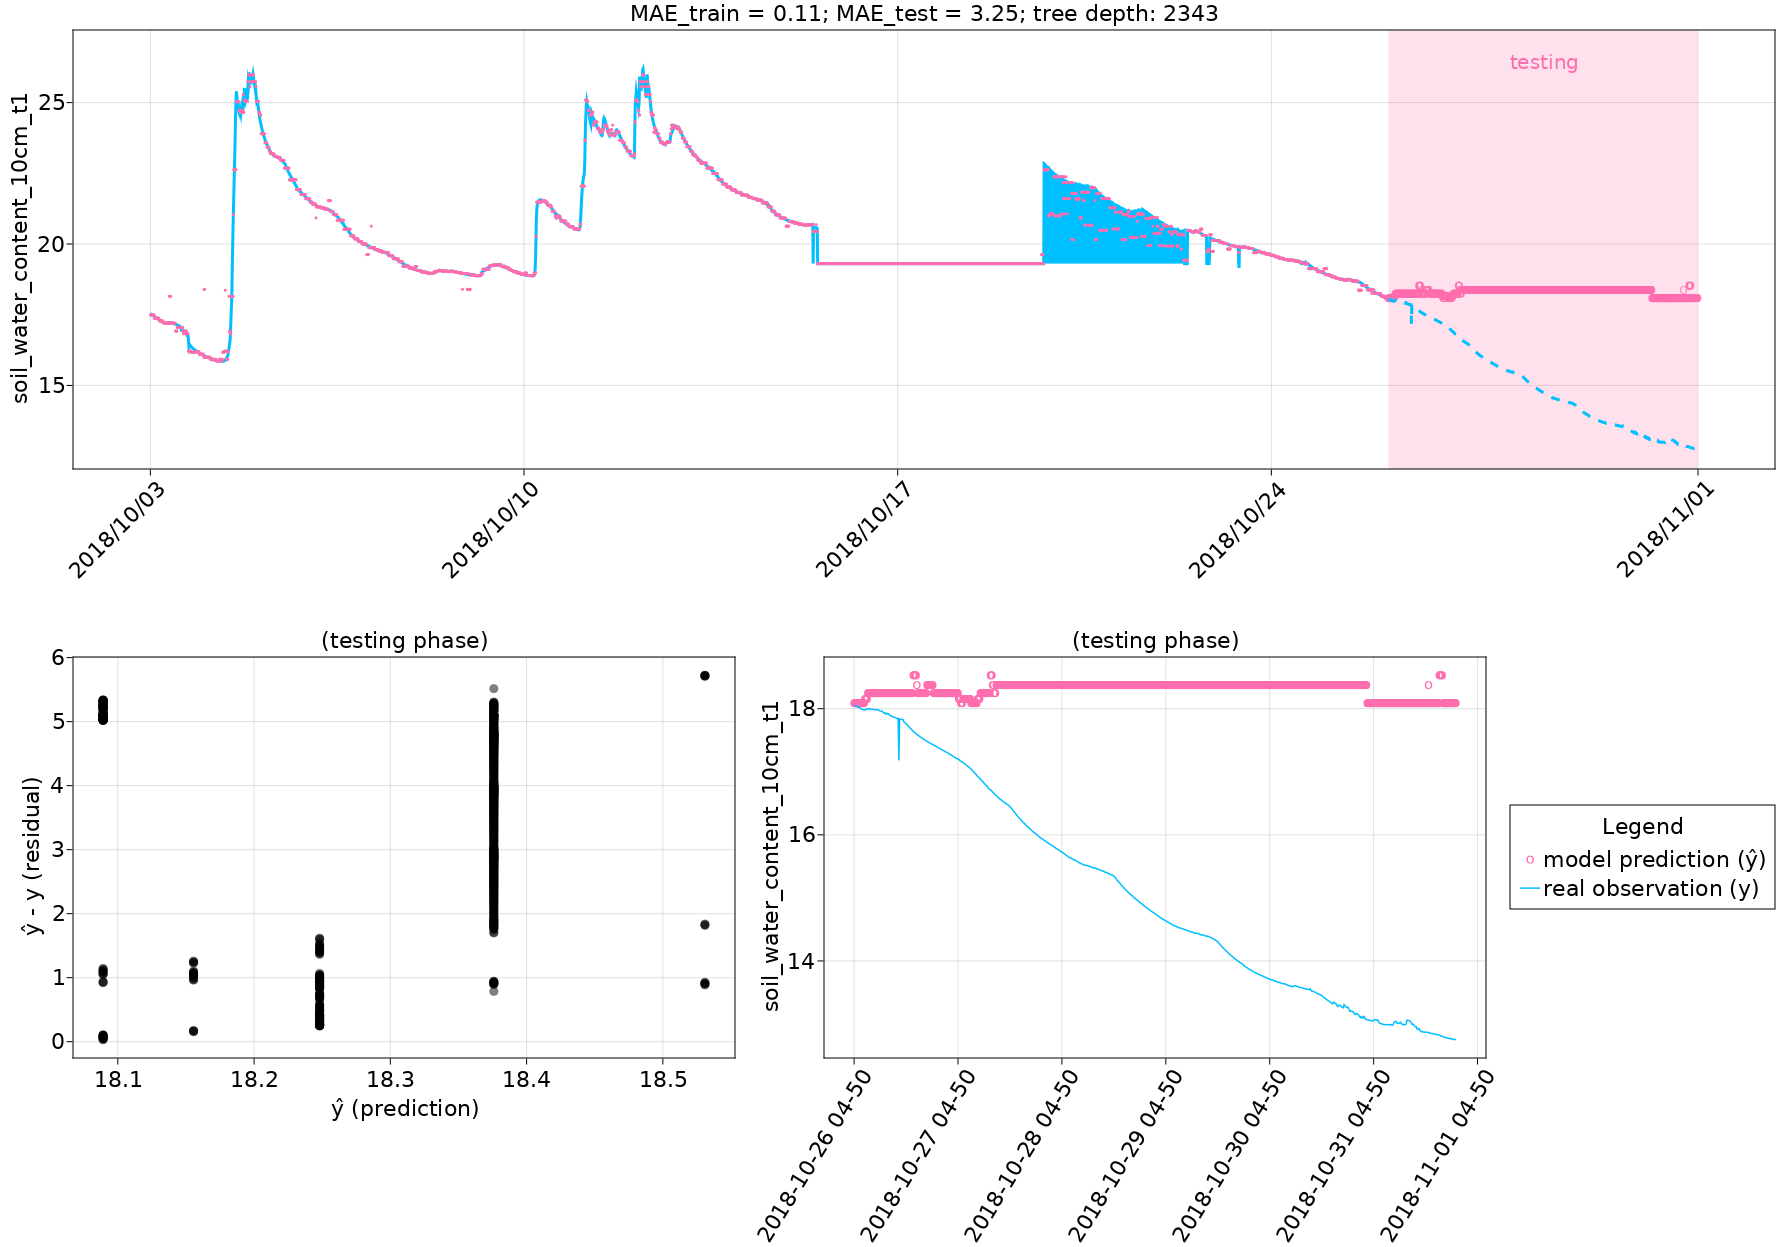 MAE_train = 0.11; MAE_test = 3.25; tree depth: 2343
testing
soil_water_content_10cm_t1
25
20
15
2018/10/03
2018/10/10
2018/10/17
2018/10/24
2018/11/01
(testing phase)
ŷ - y (residual)
6
5
4
3
2
1
0
18.1
18.2
18.3
18.4
18.5
ŷ (prediction)
(testing phase)
soil_water_content_10cm_t1
18
16
14
2018-10-26 04-50
2018-10-27 04-50
2018-10-28 04-50
2018-10-29 04-50
2018-10-30 04-50
2018-10-31 04-50
2018-11-01 04-50
Legend
model prediction (ŷ)
real observation (y)